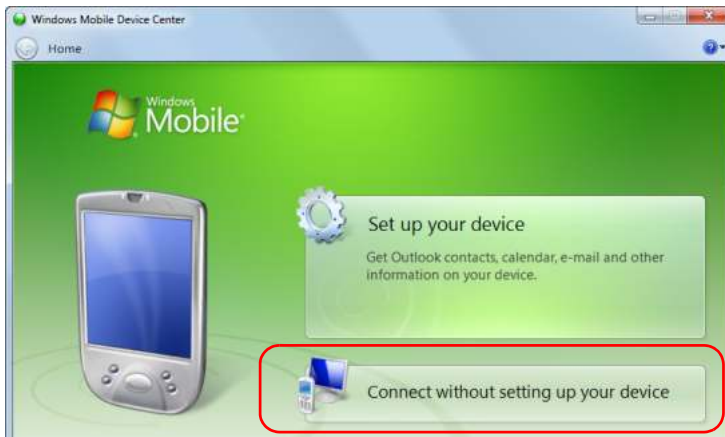 Windows Mobile Device Center
Home
Windows
Mobile
Set up your device
Get Outlook contacts, calendar, e-mail and other
information on your device.
Connect without setting up your device